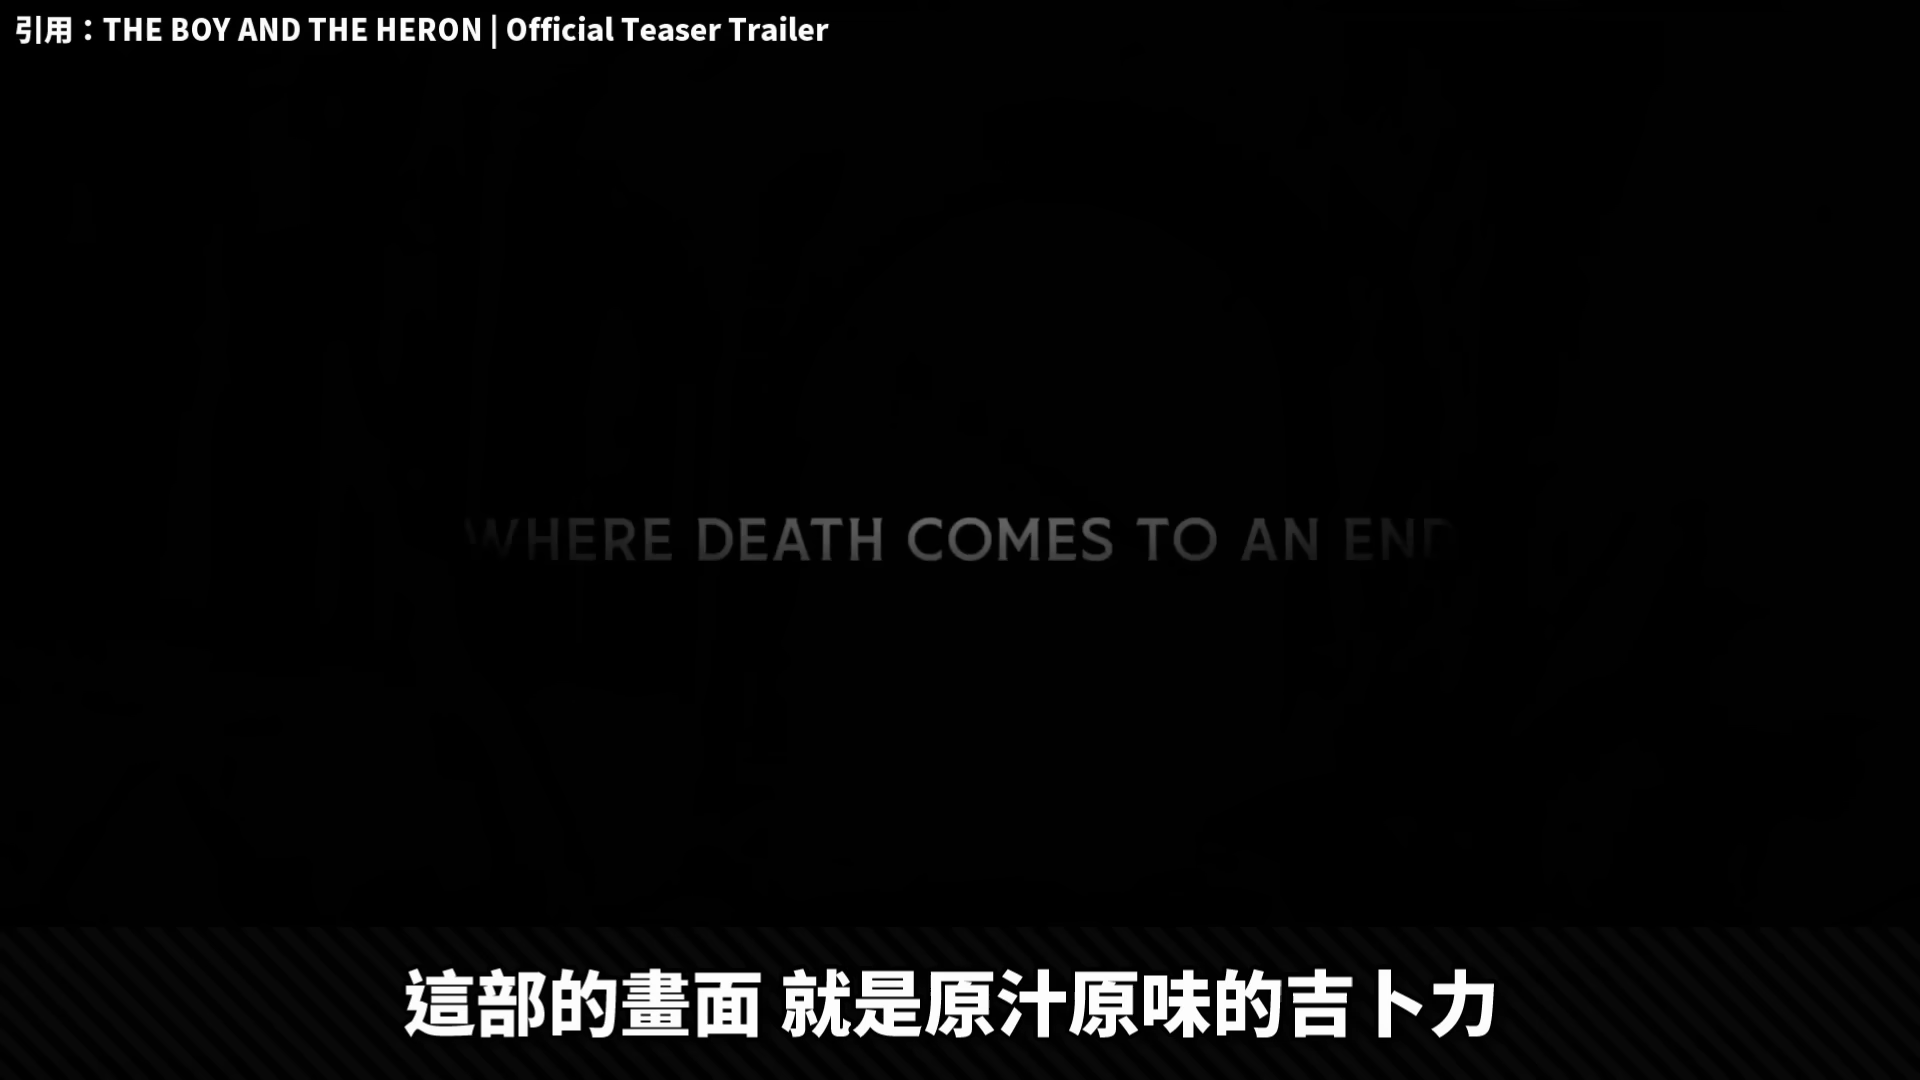 引用：THE BOY AND THE HERON | Official Teaser Trailer
WHERE DEATH COMES TO AN END
這部的畫面 就是原汁原味的吉卜力